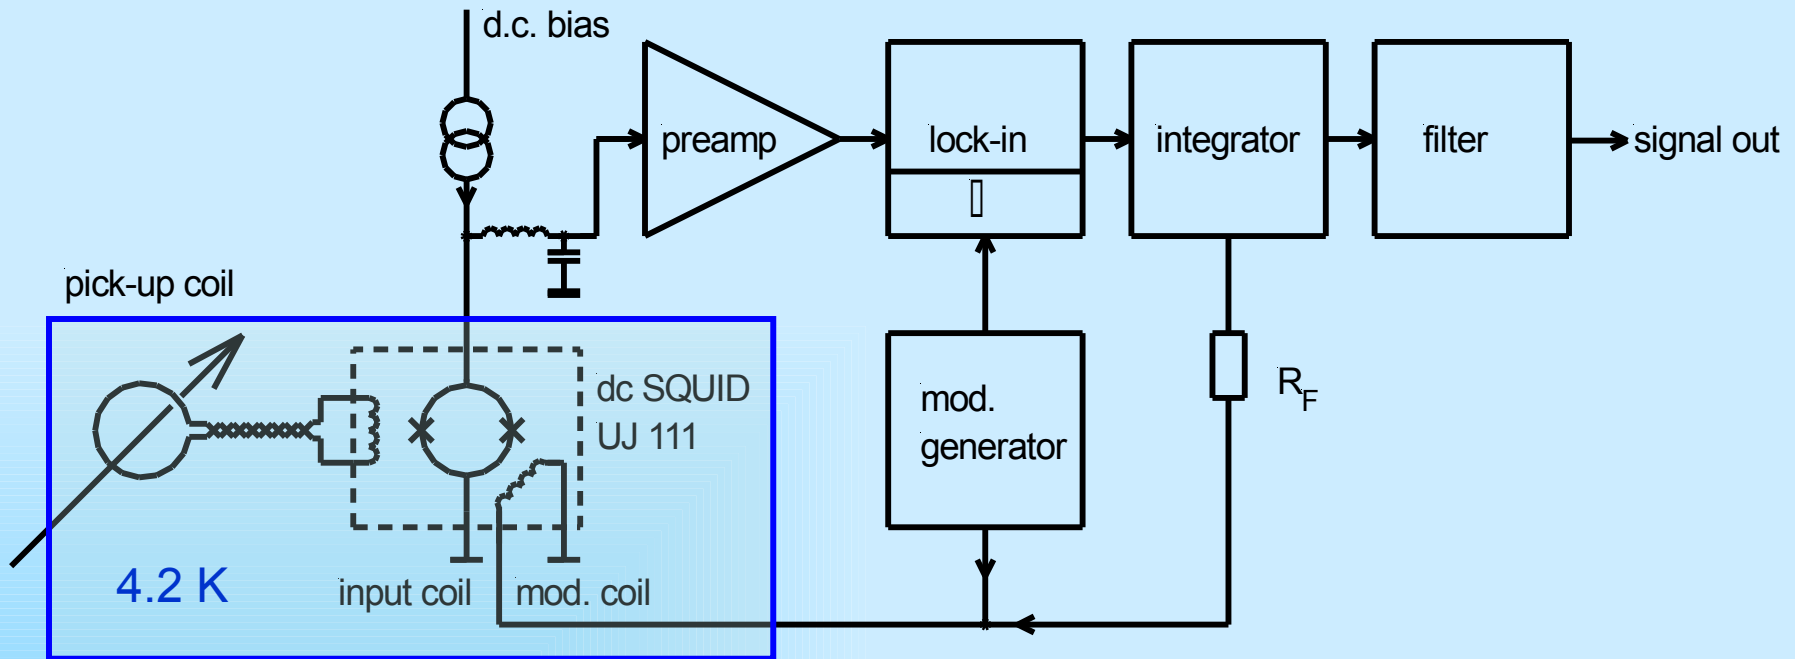 d.c. bias
preamp
lock-in
integrator
filter
signal out
pick-up coil
dc SQUID
UJ 111
mod.
generator
RF
4.2 K
input coil
mod. coil